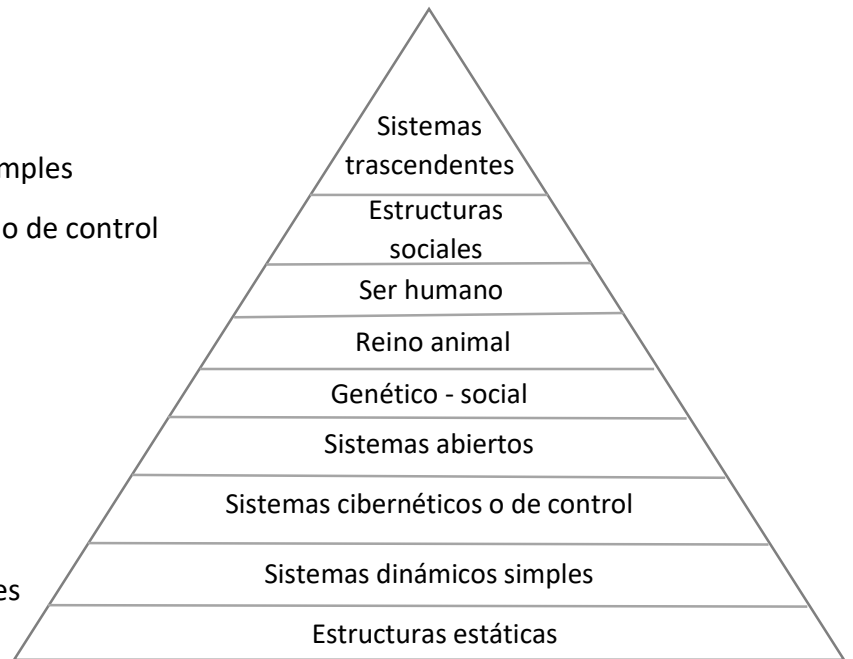 mples
o de control
es
Sistemas
trascendentes
Estructuras
sociales
Ser humano
Reino animal
Genético - social
Sistemas abiertos
Sistemas cibernéticos o de control
Sistemas dinámicos simples
Estructuras estáticas